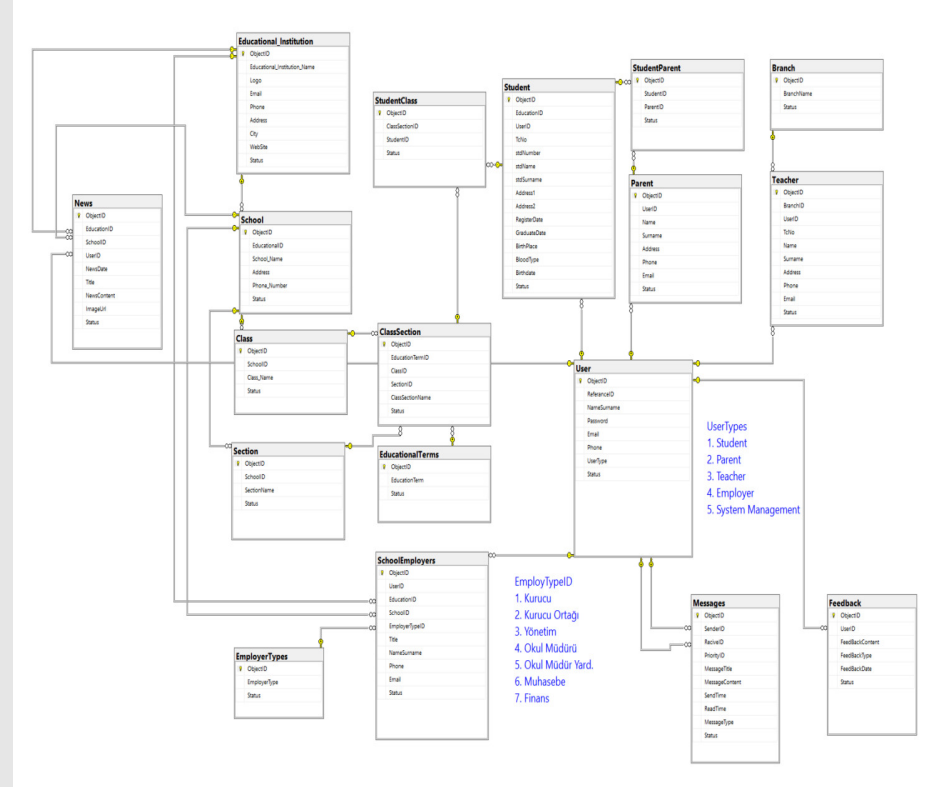 Educational_Institution
ObjectID
Educational_Institution_Name
Logo
Email
Phone
Address
City
WebSite
Status
StudentClass
ObjectID
ClassSectionID
StudentID
Status
Student
ObjectID
EducationID
UserID
TcNo
stdNumber
stdName
stdSurname
Address1
Address2
RegisterDate
GraduateDate
BirthPlace
BloodType
Birthdate
Status
StudentParent
ObjectID
StudentID
ParentID
Status
Branch
ObjectID
BranchName
Status
News
ObjectID
EducationID
SchoolID
UserID
NewsDate
Title
NewsContent
ImageUrl
Status
School
ObjectID
EducationalID
School_Name
Address
Phone_Number
Status
Parent
ObjectID
UserID
Name
Surname
Address
Phone
Email
Status
Teacher
ObjectID
BranchID
UserID
TcNo
Name
Surname
Address
Phone
Email
Status
Class
ObjectID
SchoolID
Class_Name
Status
ClassSection
ObjectID
EducationTermID
ClassID
SectionID
ClassSectionName
Status
User
ObjectID
ReferanceID
NameSurname
Password
Email
Phone
UserType
Status
UserTypes
1. Student
2. Parent
3. Teacher
4. Employer
5. System Management
Section
ObjectID
SchoolID
SectionName
Status
EducationalTerms
ObjectID
EducationTerm
Status
SchoolEmployers
ObjectID
UserID
EducationID
SchoolID
EmployerTypeID
Title
NameSurname
Phone
Email
Status
EmployTypeID
1. Kurucu
2. Kurucu Ortağı
3. Yönetim
4. Okul Müdürü
5. Okul Müdür Yard.
6. Muhasebe
7. Finans
EmployerTypes
ObjectID
EmployerType
Status
Messages
ObjectID
SenderID
ReciveID
PriorityID
MessageTitle
MessageContent
SendTime
ReadTime
MessageType
Status
Feedback
ObjectID
UserID
FeedBackContent
FeedBackType
FeedBackDate
Status